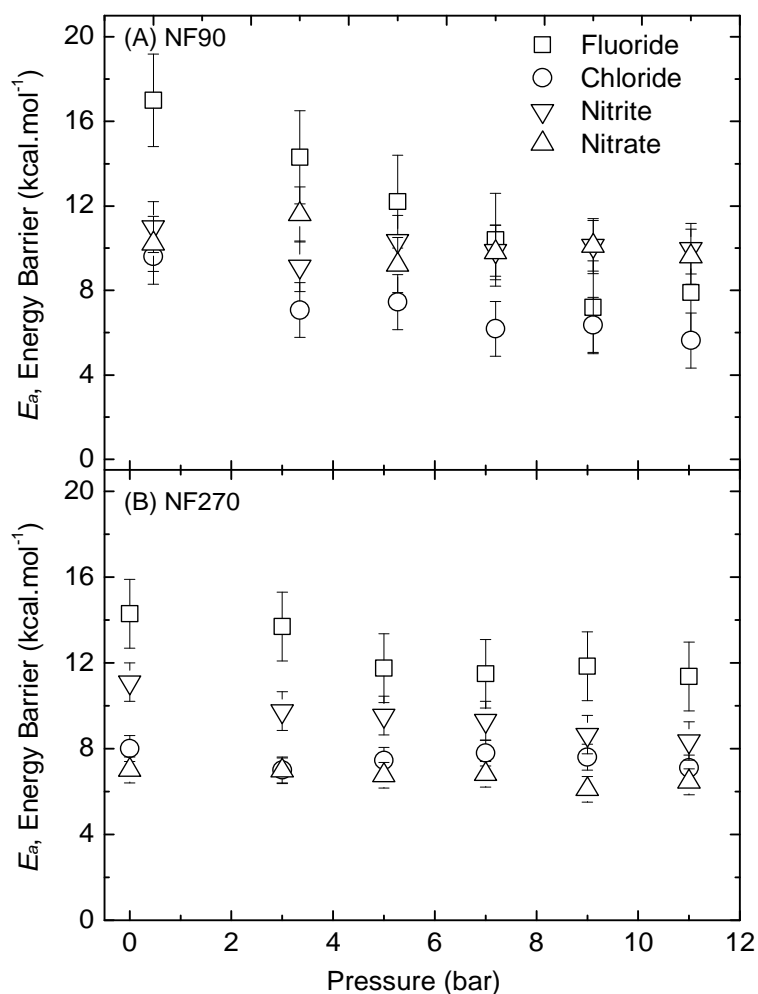 20
16
12
8
4
0
Eₐ, Energy Barrier (kcal.mol⁻¹)
(A) NF90
Fluoride
Chloride
Nitrite
Nitrate
20
16
12
8
4
0
Eₐ, Energy Barrier (kcal.mol⁻¹)
(B) NF270
0 2 4 6 8 10 12
Pressure (bar)